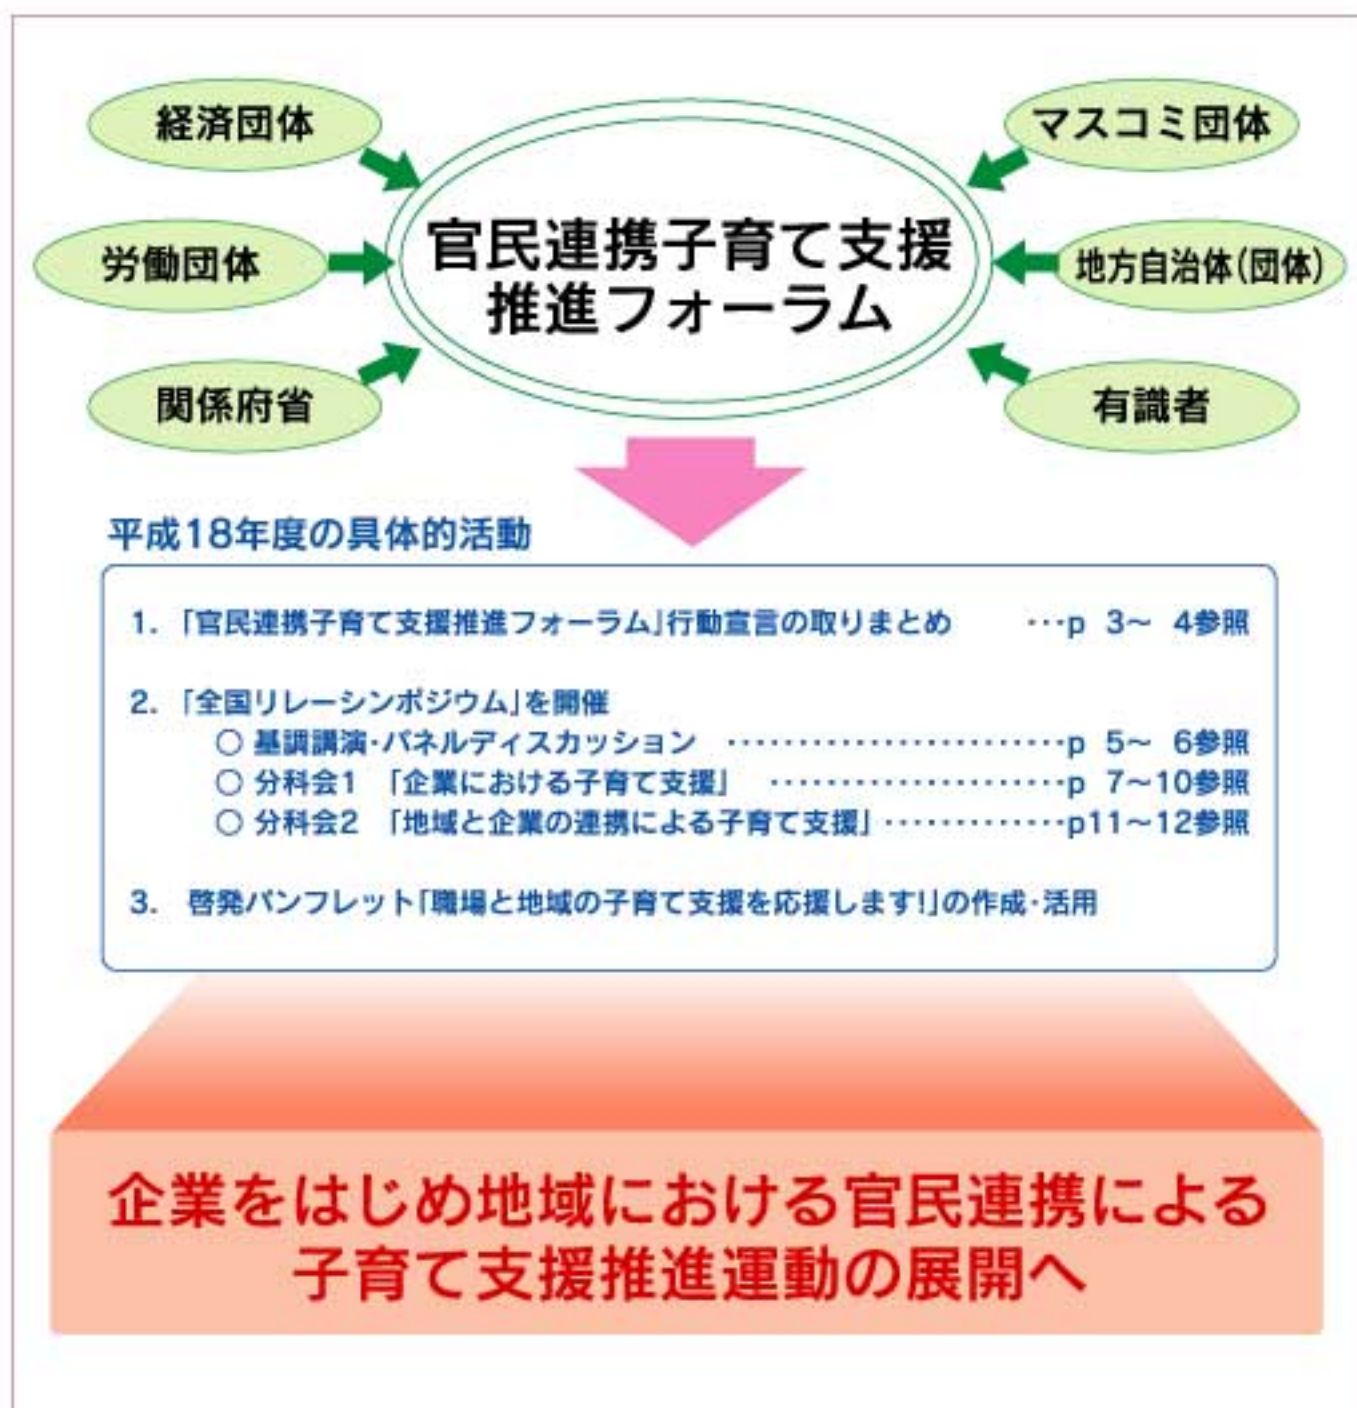 経済団体
マスコミ団体
労働団体
官民連携子育て支援
推進フォーラム
地方自治体(団体)
関係府省
有識者
平成18年度の具体的活動
1. 「官民連携子育て支援推進フォーラム」行動宣言の取りまとめ ･･･p 3～ 4参照
2. 「全国リレーシンポジウム」を開催
○ 基調講演・パネルディスカッション ････････････････････････p 5～ 6参照
○ 分科会1 「企業における子育て支援」 ･････････････････････p 7～10参照
○ 分科会2 「地域と企業の連携による子育て支援」 ･････････････p11～12参照
3. 啓発パンフレット「職場と地域の子育て支援を応援します!」の作成・活用
企業をはじめ地域における官民連携による
子育て支援推進運動の展開へ